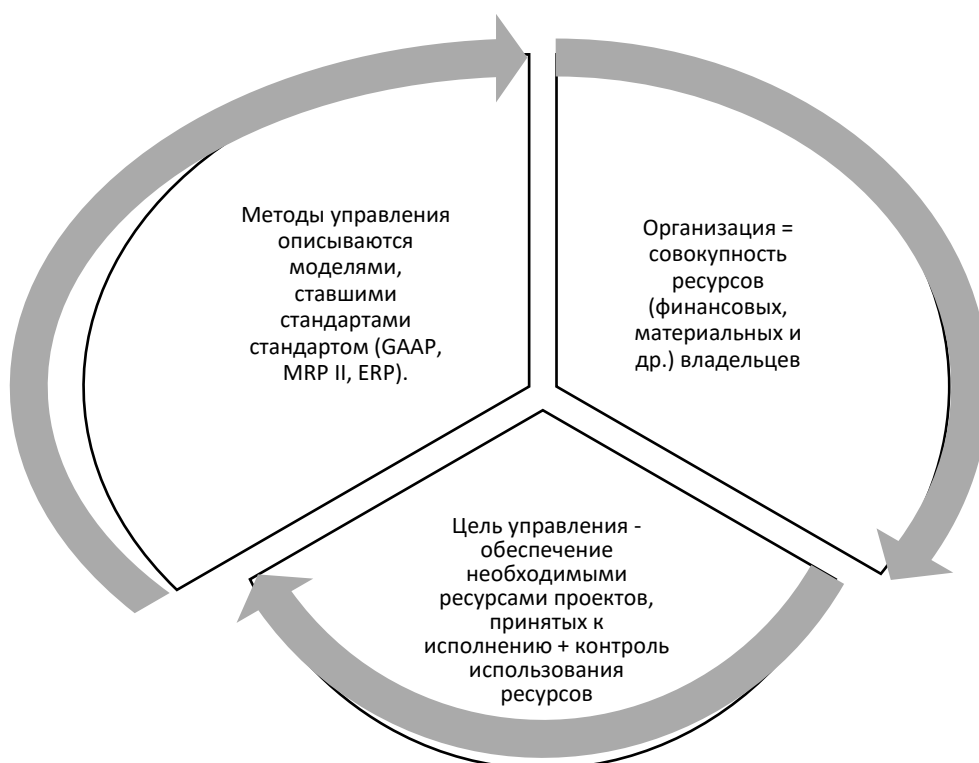 Методы управления
описываются
моделями,
ставшими
стандартами
стандартом (GAAP,
MRP II, ERP).
Организация =
совокупность
ресурсов
(финансовых,
материальных и
др.) владельцев
Цель управления -
обеспечение
необходимыми
ресурсами проектов,
принятых к
исполнению + контроль
использования
ресурсов